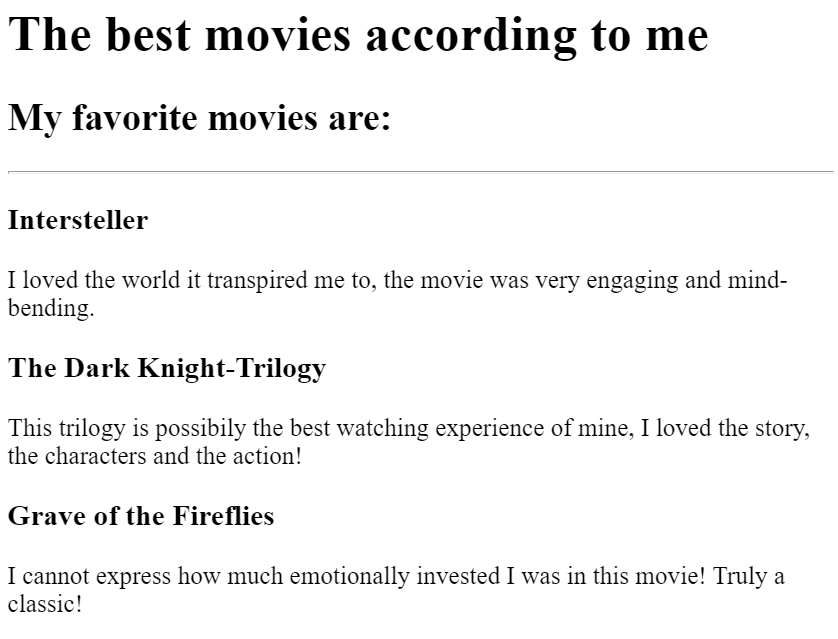 The best movies according to me
My favorite movies are:
Intersteller
I loved the world it transpired me to, the movie was very engaging and mind-
bending.
The Dark Knight-Trilogy
This trilogy is possibily the best watching experience of mine, I loved the story,
the characters and the action!
Grave of the Fireflies
I cannot express how much emotionally invested I was in this movie! Truly a
classic!